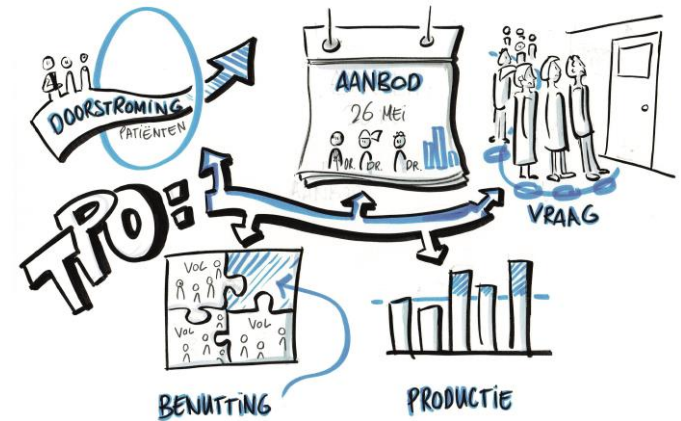 DOORSTROMING
PATIËNTEN
AANBOD
26 MEI
DR. DR. DR.
VRAAG
TPO:
VOL
VOL
VOL
BENUTTING
PRODUCTIE